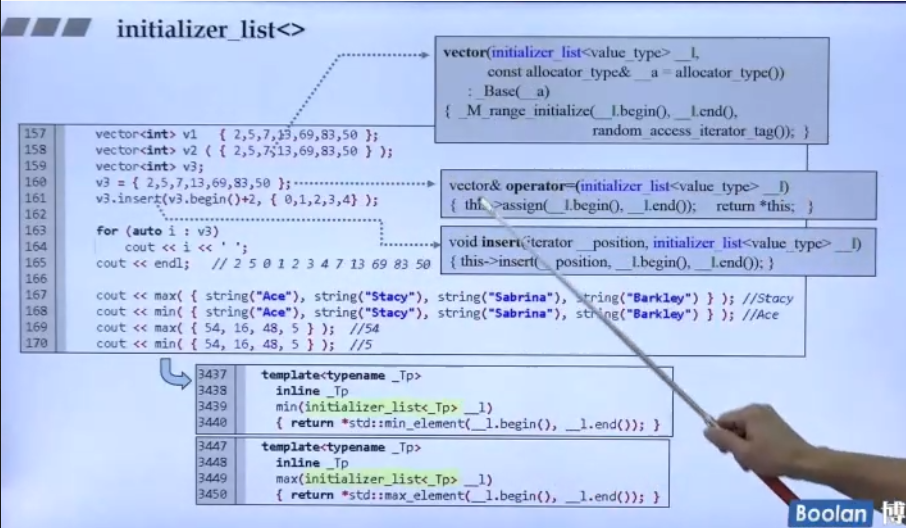 initializer_list<>
vector(initializer_list<value_type> __l,
const allocator_type& __a = allocator_type())
: _Base(__a)
{ _M_range_initialize(__l.begin(), __l.end(),
random_access_iterator_tag()); }
157 vector<int> v1 { 2,5,7,13,69,83,50 };
158 vector<int> v2 ( { 2,5,7,13,69,83,50 } );
159 vector<int> v3;
160 v3 = { 2,5,7,13,69,83,50 };
161 v3.insert(v3.begin()+2, { 0,1,2,3,4} );
162
163 for (auto i : v3)
164 cout << i << ' ';
165 cout << endl; // 2 5 0 1 2 3 4 7 13 69 83 50
166
167 cout << max( { string("Ace"), string("Stacy"), string("Sabrina"), string("Barkley") } ); //Stacy
168 cout << min( { string("Ace"), string("Stacy"), string("Sabrina"), string("Barkley") } ); //Ace
169 cout << max( { 54, 16, 48, 5 } ); //54
170 cout << min( { 54, 16, 48, 5 } ); //5
vector& operator=(initializer_list<value_type> __l)
{ this->assign(__l.begin(), __l.end()); return *this; }
void insert(iterator __position, initializer_list<value_type> __l)
{ this->insert(__position, __l.begin(), __l.end()); }
3437 template<typename _Tp>
3438 inline _Tp
3439 min(initializer_list<_Tp> __l)
3440 { return *std::min_element(__l.begin(), __l.end()); }
3447 template<typename _Tp>
3448 inline _Tp
3449 max(initializer_list<_Tp> __l)
3450 { return *std::max_element(__l.begin(), __l.end()); }
Boolan 博